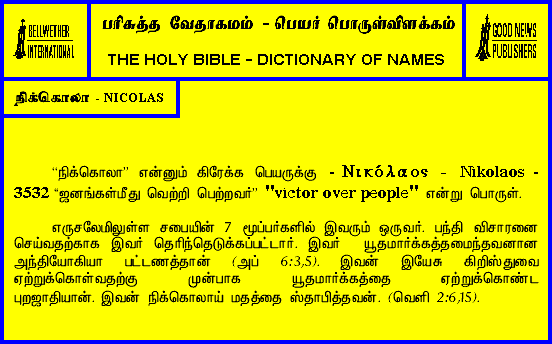 BELLWETHER
INTERNATIONAL
பரிசுத்த வேதாகமம் - பெயர் பொருள்விளக்கம்
THE HOLY BIBLE - DICTIONARY OF NAMES
GOOD NEWS
PUBLISHERS
நிக்கொலா - NICOLAS
“நிக்கொலா” என்னும் கிரேக்க பெயருக்கு - Νικόλαος - Nikolaos -
3532 “ஜனங்கள்மீது வெற்றி பெற்றவர்” "victor over people" என்று பொருள்.
எருசலேமிலுள்ள சபையின் 7 மூப்பர்களில் இவரும் ஒருவர். பந்தி விசாரனை
செய்வதற்காக இவர் தெரிந்தெடுக்கப்பட்டார். இவர் யூதமார்க்கத்தமைந்தவனான
அந்தியோகியா பட்டணத்தான் (அப் 6:3,5). இவன் இயேசு கிறிஸ்துவை
ஏற்றுக்கொள்வதற்கு முன்பாக யூதமார்க்கத்தை ஏற்றுக்கொண்ட
புறஜாதியான். இவன் நிக்கொலாய் மதத்தை ஸ்தாபித்தவன். (வெளி 2:6,15).